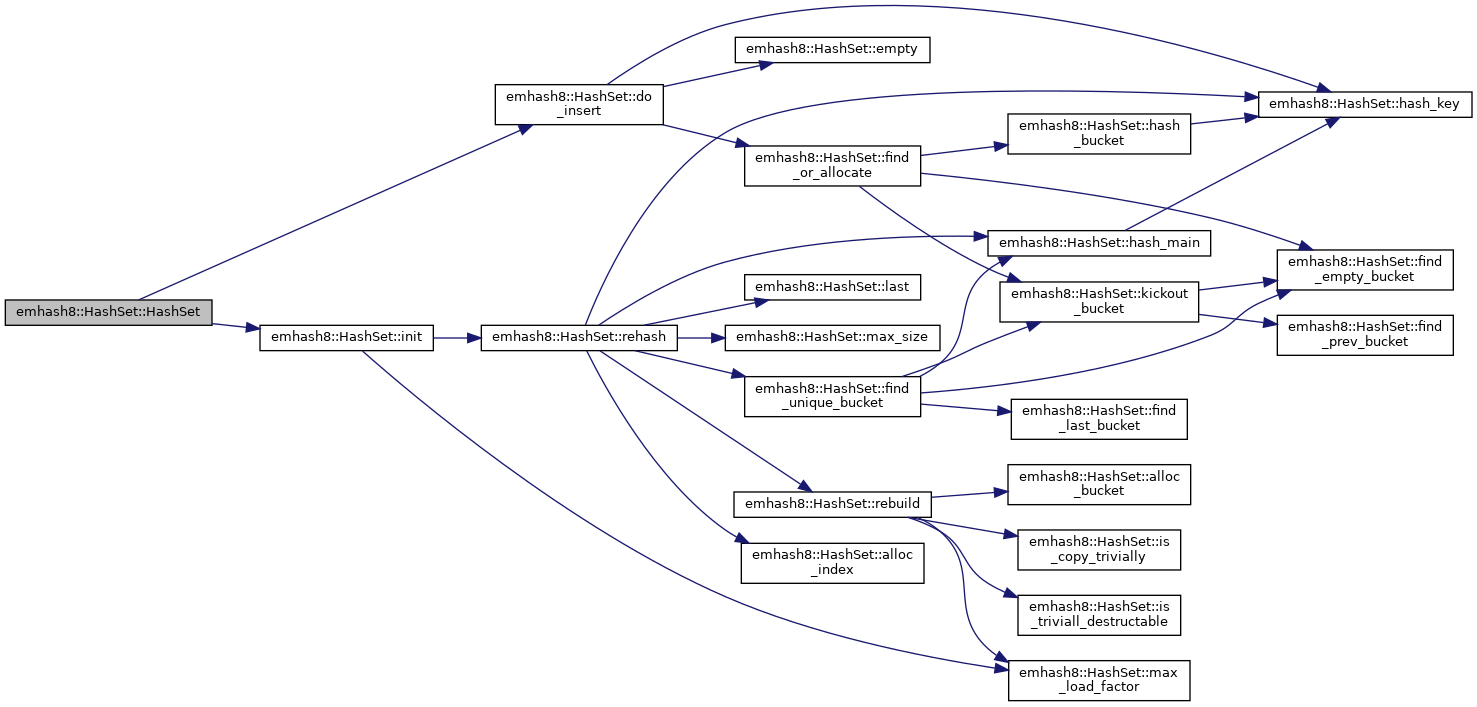 emhash8::HashSet::HashSet
emhash8::HashSet::do
_insert
emhash8::HashSet::init
emhash8::HashSet::rehash
emhash8::HashSet::empty
emhash8::HashSet::find
_or_allocate
emhash8::HashSet::last
emhash8::HashSet::max_size
emhash8::HashSet::find
_unique_bucket
emhash8::HashSet::rebuild
emhash8::HashSet::alloc
_index
emhash8::HashSet::hash
_bucket
emhash8::HashSet::hash_main
emhash8::HashSet::kickout
_bucket
emhash8::HashSet::find
_last_bucket
emhash8::HashSet::alloc
_bucket
emhash8::HashSet::is
_copy_trivially
emhash8::HashSet::is
_triviall_destructable
emhash8::HashSet::max
_load_factor
emhash8::HashSet::hash_key
emhash8::HashSet::find
_empty_bucket
emhash8::HashSet::find
_prev_bucket